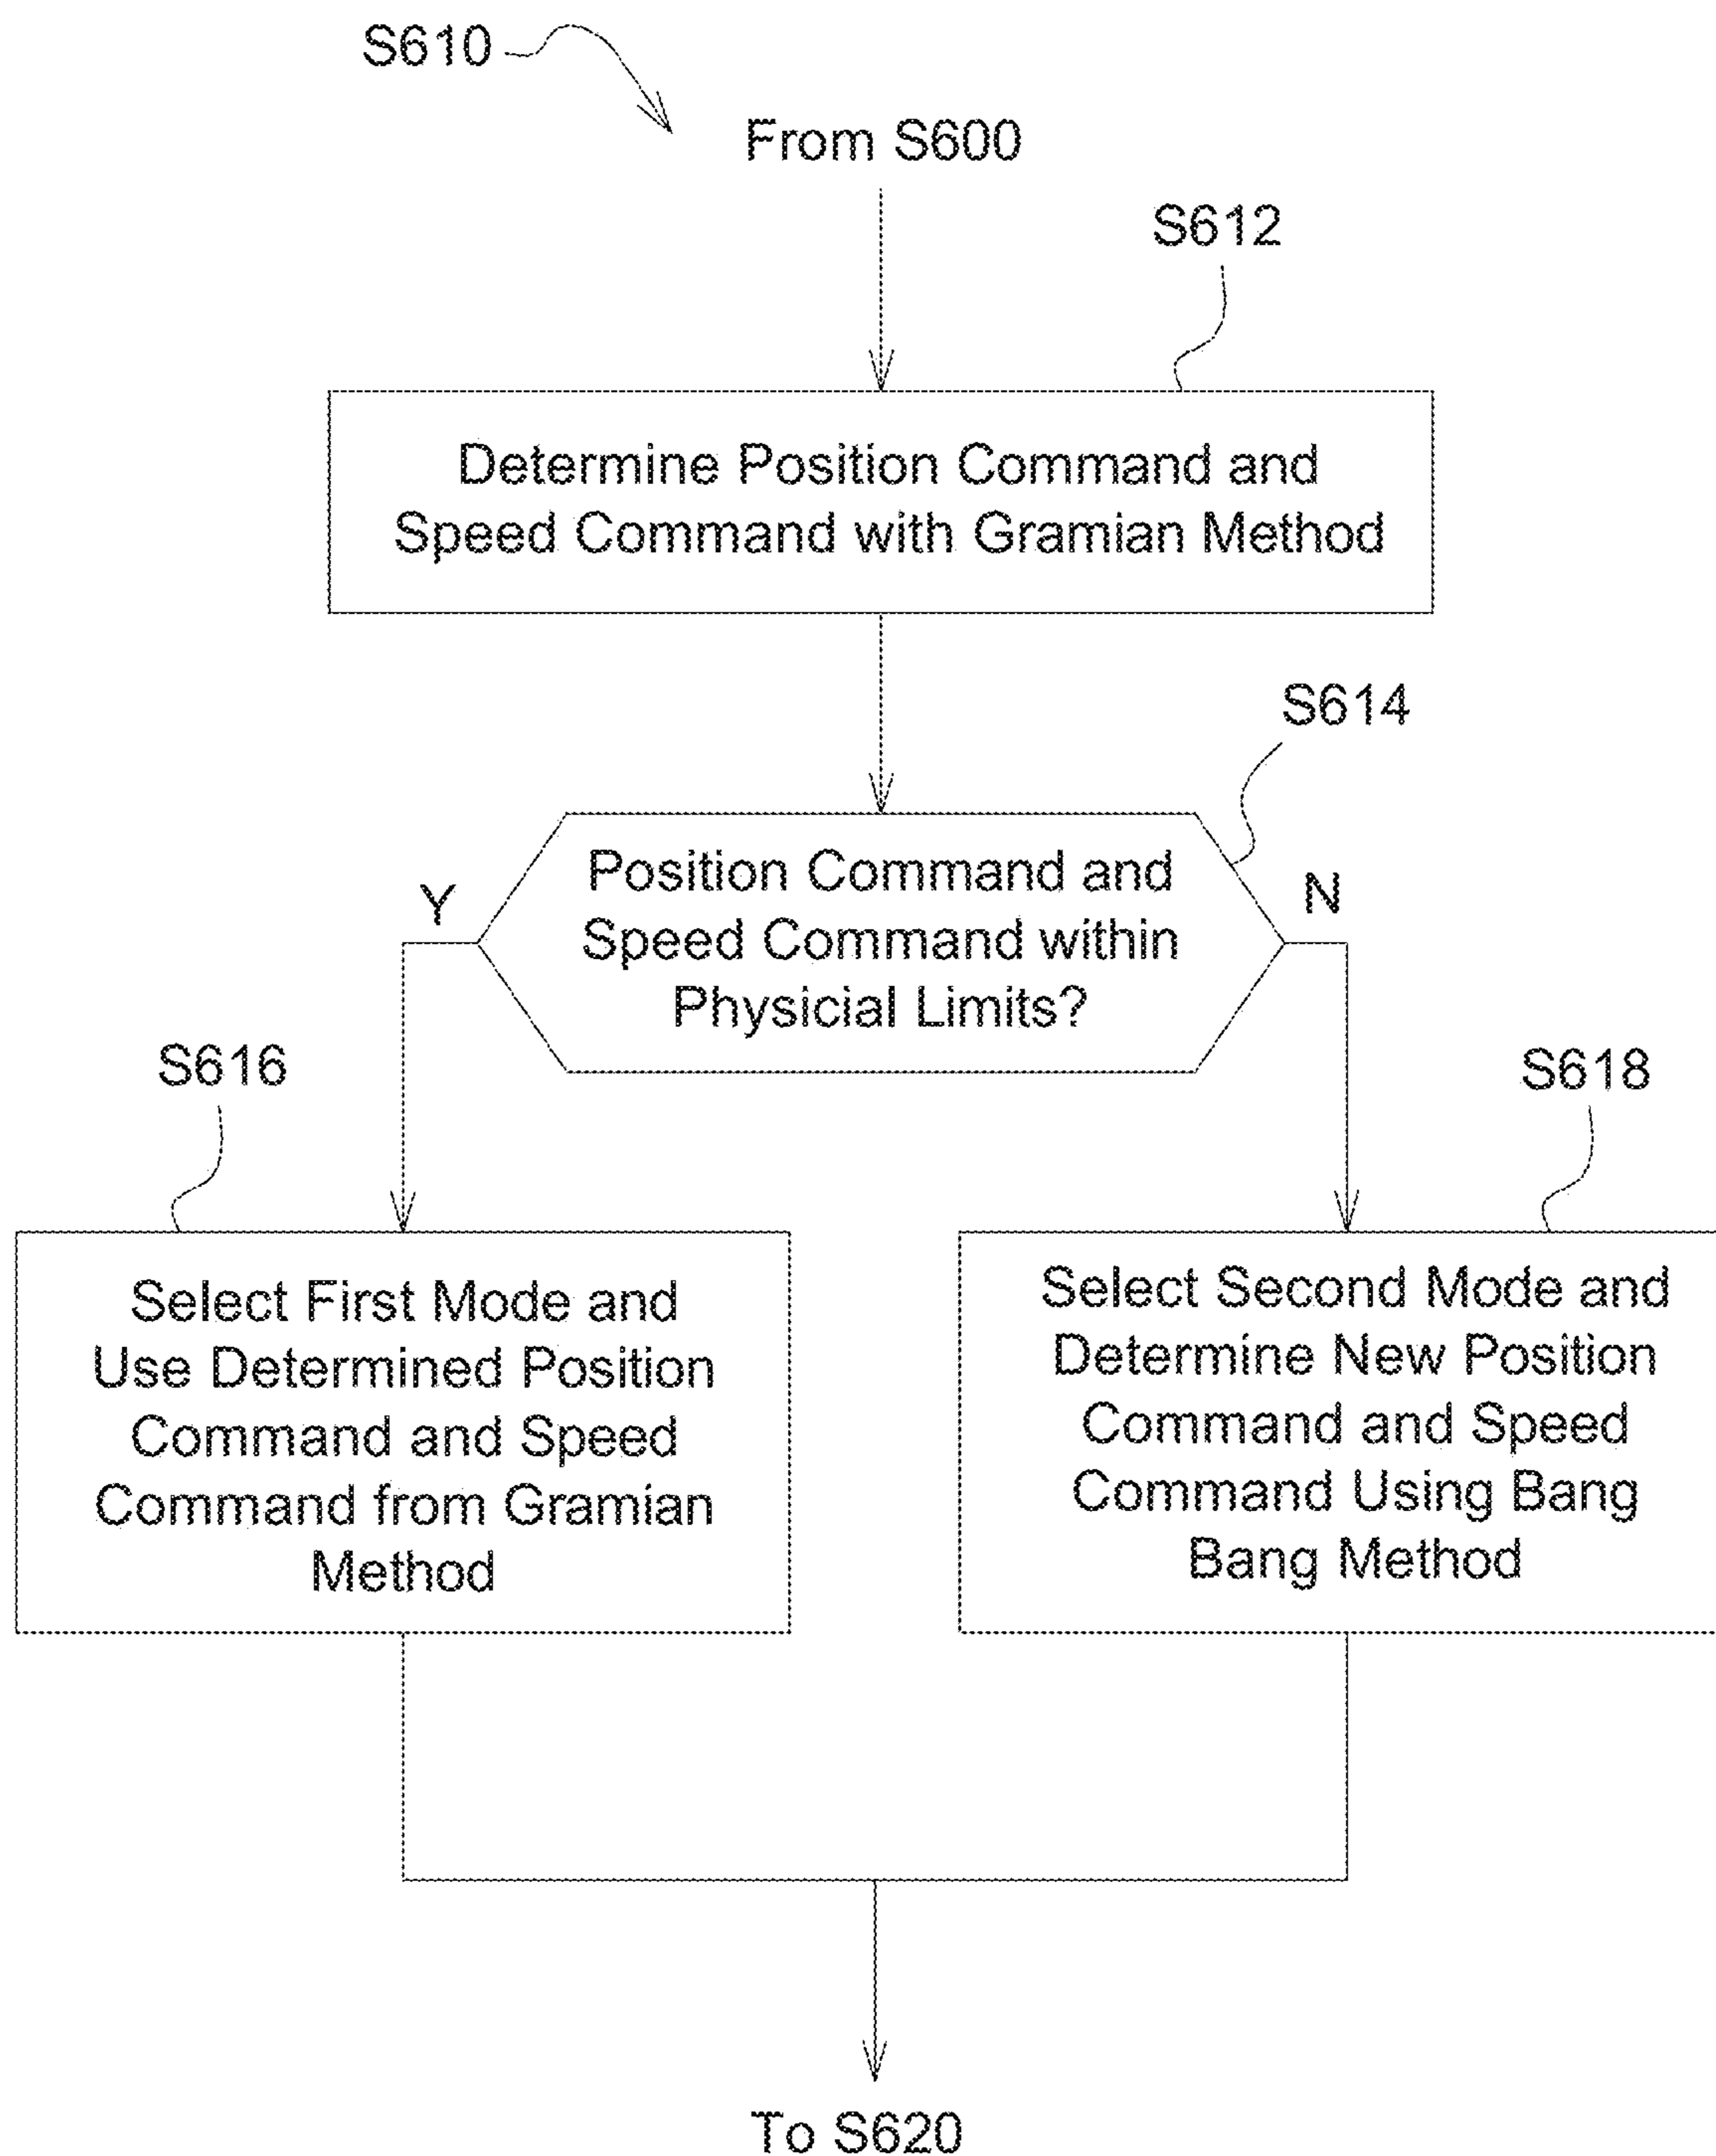 S610
From S600
S612
Determine Position Command and
Speed Command with Gramian Method
S614
Position Command and
Speed Command within
Physicial Limits?
Y
N
S616
S618
Select First Mode and
Use Determined Position
Command and Speed
Command from Gramian
Method
Select Second Mode and
Determine New Position
Command and Speed
Command Using Bang
Bang Method
To S620